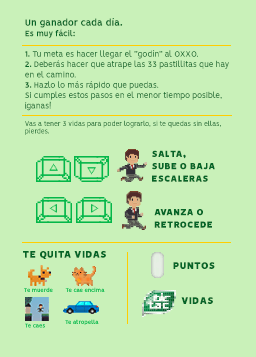 Un ganador cada día.
Es muy fácil:
1. Tu meta es hacer llegar el "godín" al OXXO.
2. Deberás hacer que atrape las 33 pastillitas que hay
en el camino.
3. Hazlo lo más rápido que puedas.
Si cumples estos pasos en el menor tiempo posible,
¡ganas!
Vas a tener 3 vidas para poder lograrlo, si te quedas sin ellas,
pierdes.
SALTA,
SUBE O BAJA
ESCALERAS
AVANZA O
RETROCEDE
TE QUITA VIDAS
Te muerde
Te cae encima
Te caes
Te atropella
PUNTOS
VIDAS